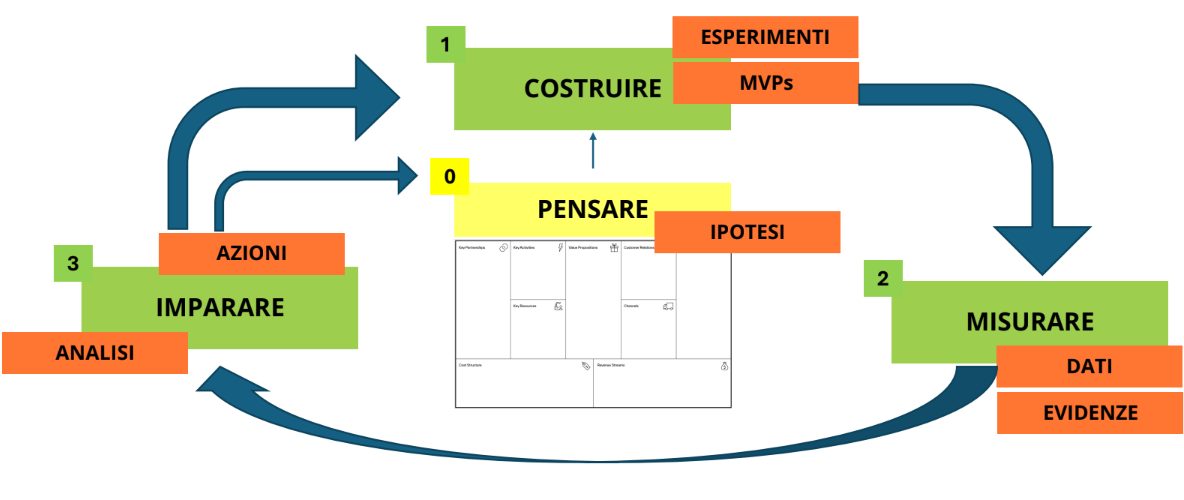 1
COSTRUIRE
ESPERIMENTI
MVPs
0
PENSARE
IPOTESI
Key Partnerships
Key Activities
Value Propositions
Customer Relations
Key Resources
Channels
Cost Structure
Revenue Streams
2
MISURARE
DATI
EVIDENZE
3
AZIONI
IMPARARE
ANALISI